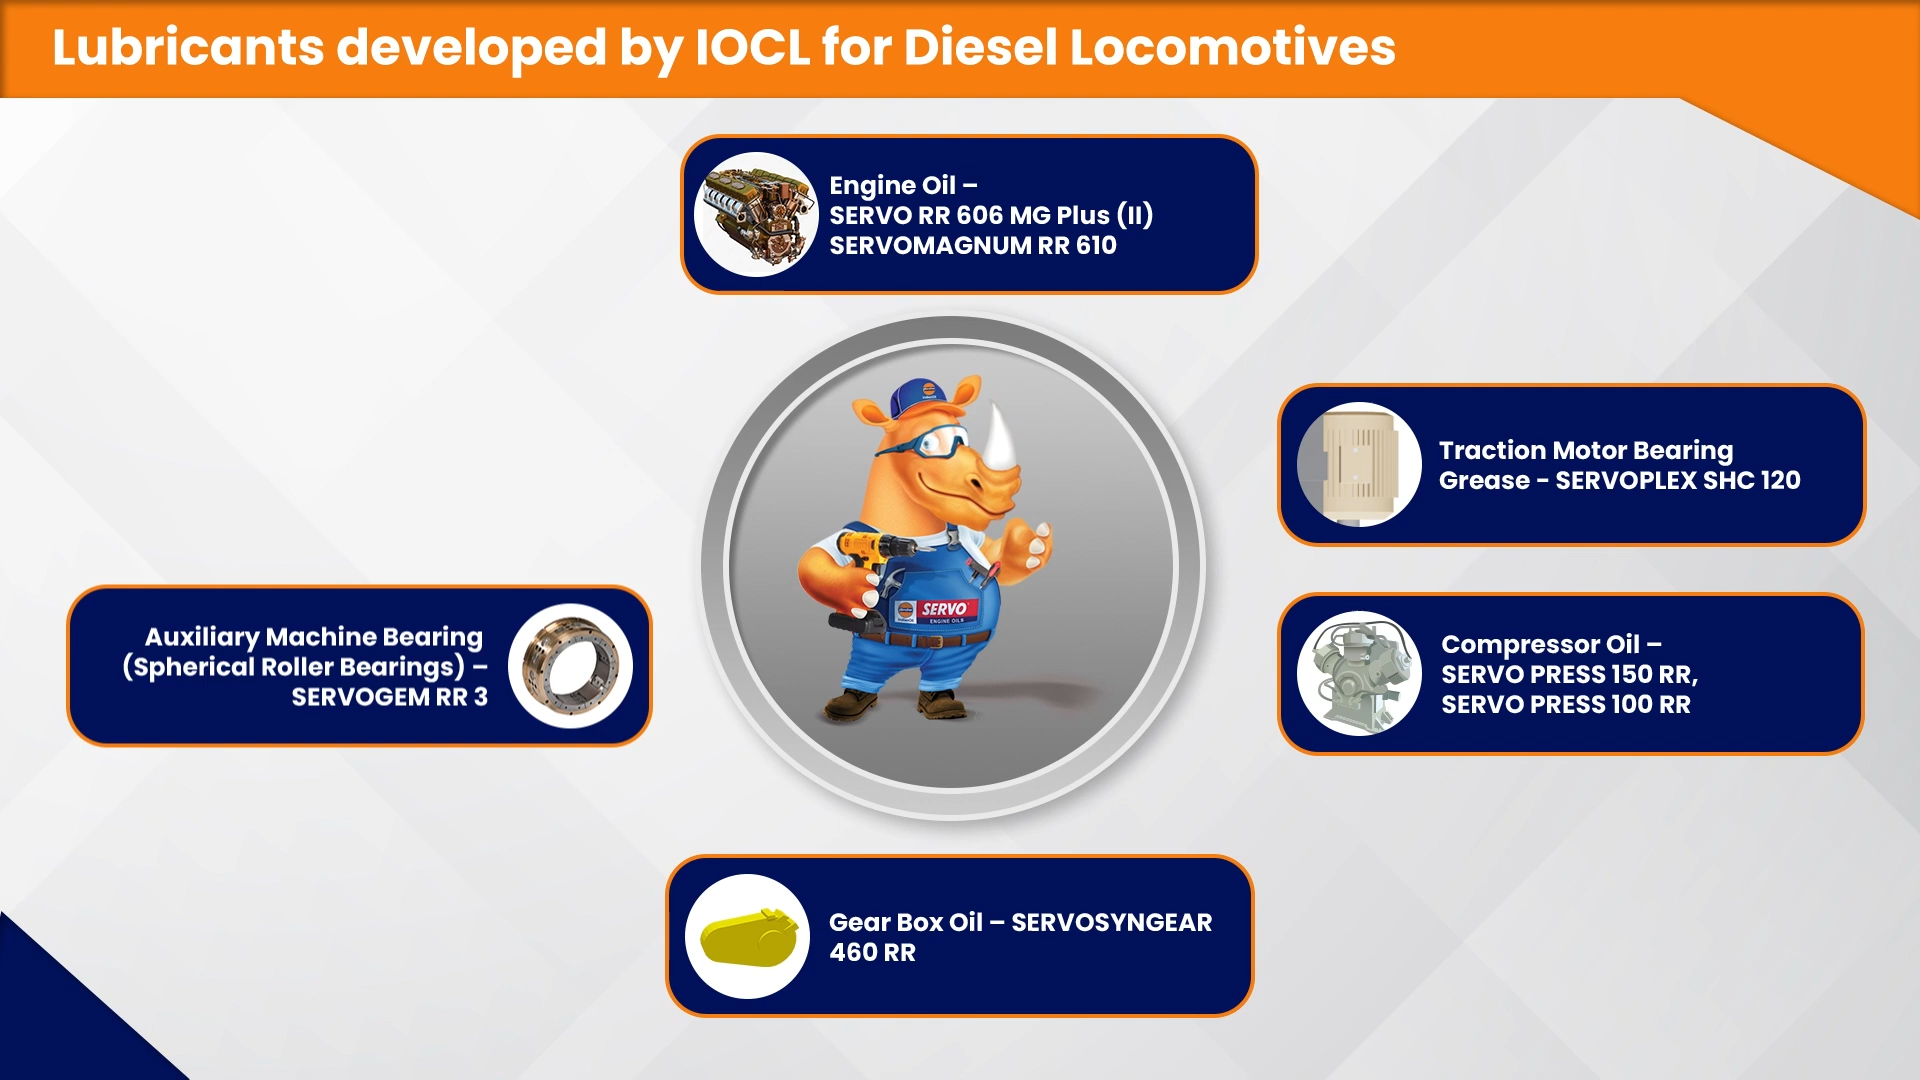 Lubricants developed by IOCL for Diesel Locomotives
Engine Oil –
SERVO RR 606 MG Plus (II)
SERVOMAGNUM RR 610
Traction Motor Bearing
Grease - SERVOPLEX SHC 120
Auxiliary Machine Bearing
(Spherical Roller Bearings) –
SERVOGEM RR 3
Compressor Oil –
SERVO PRESS 150 RR,
SERVO PRESS 100 RR
SERVO
ENGINE OILS
Gear Box Oil – SERVOSYNGEAR
460 RR